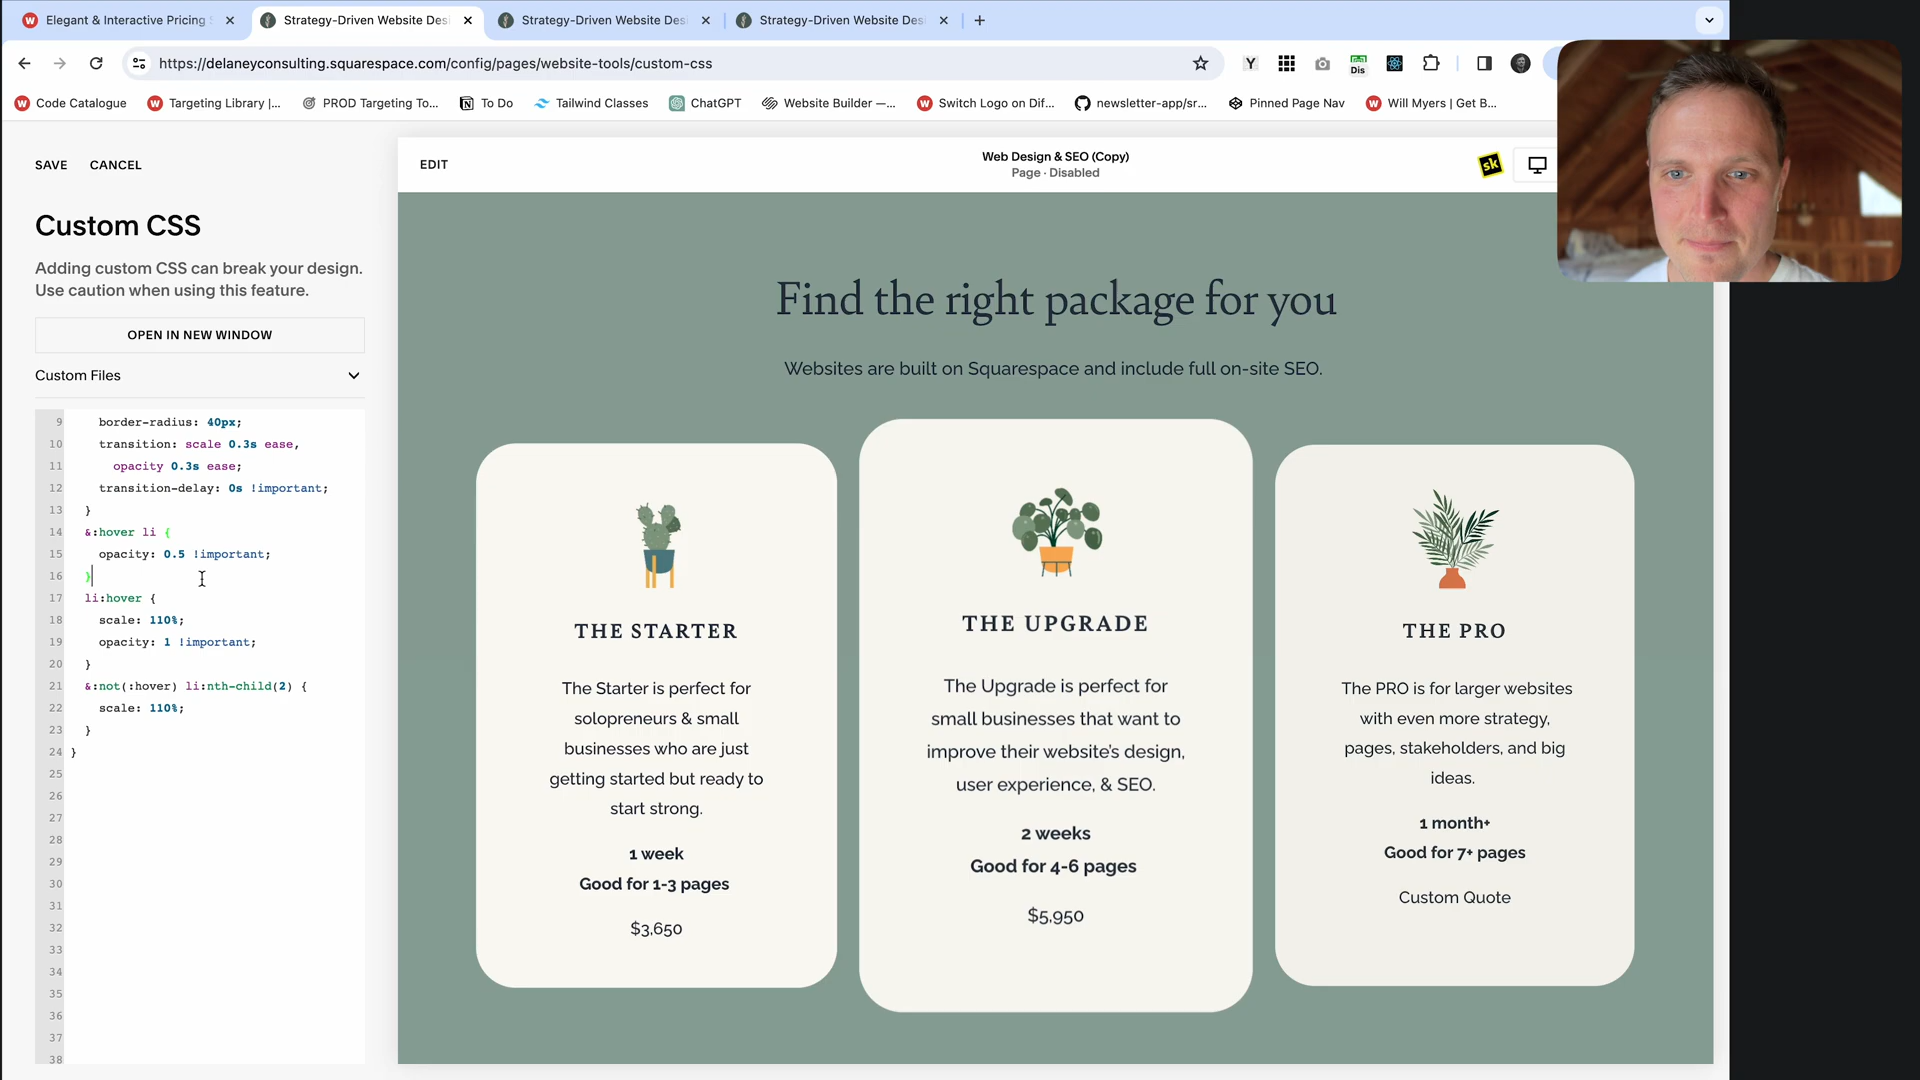 Elegant & Interactive Pricing S
Strategy-Driven Website Des
Strategy-Driven Website Des
Strategy-Driven Website Des
https://delaneyconsulting.squarespace.com/config/pages/website-tools/custom-css
Y
Dis
Code Catalogue
Targeting Library |...
PROD Targeting To...
To Do
Tailwind Classes
ChatGPT
Website Builder —...
Switch Logo on Dif...
newsletter-app/sr...
Pinned Page Nav
Will Myers | Get B...
SAVE CANCEL
EDIT
Web Design & SEO (Copy)
Page · Disabled
sk
Custom CSS
Adding custom CSS can break your design.
Use caution when using this feature.
OPEN IN NEW WINDOW
Custom Files
9 border-radius: 40px;
10 transition: scale 0.3s ease,
11 opacity 0.3s ease;
12 transition-delay: 0s !important;
13 }
14 &:hover li {
15 opacity: 0.5 !important;
16 }
17 li:hover {
18 scale: 110%;
19 opacity: 1 !important;
20 }
21 &:not(:hover) li:nth-child(2) {
22 scale: 110%;
23 }
24 }
25
26
27
28
29
30
31
32
33
34
35
36
37
38
Find the right package for you
Websites are built on Squarespace and include full on-site SEO.
THE STARTER
The Starter is perfect for
solopreneurs & small
businesses who are just
getting started but ready to
start strong.
1 week
Good for 1-3 pages
$3,650
THE UPGRADE
The Upgrade is perfect for
small businesses that want to
improve their website's design,
user experience, & SEO.
2 weeks
Good for 4-6 pages
$5,950
THE PRO
The PRO is for larger websites
with even more strategy,
pages, stakeholders, and big
ideas.
1 month+
Good for 7+ pages
Custom Quote